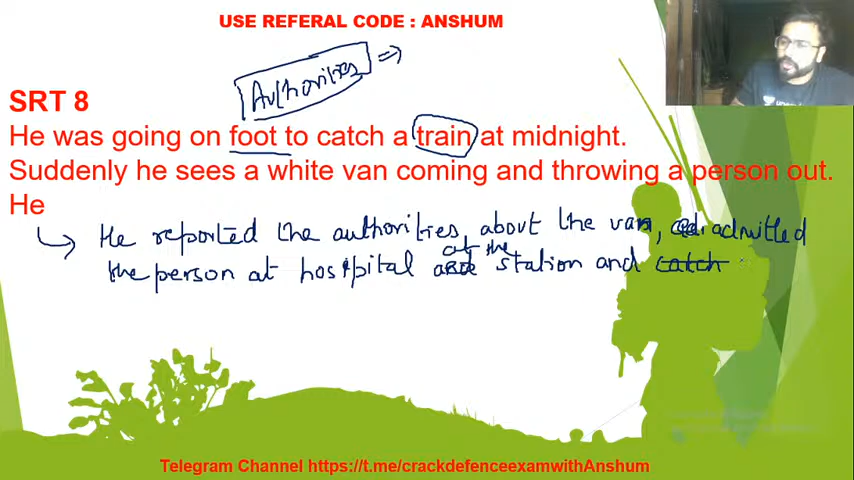 USE REFERAL CODE : ANSHUM
Authorities
SRT 8
He was going on foot to catch a train at midnight.
Suddenly he sees a white van coming and throwing a person out.
He
He reported the authorities, about the van, admitted
at the
the person at hospital station and catch
Telegram Channel https://t.me/crackdefenceexamwithAnshum